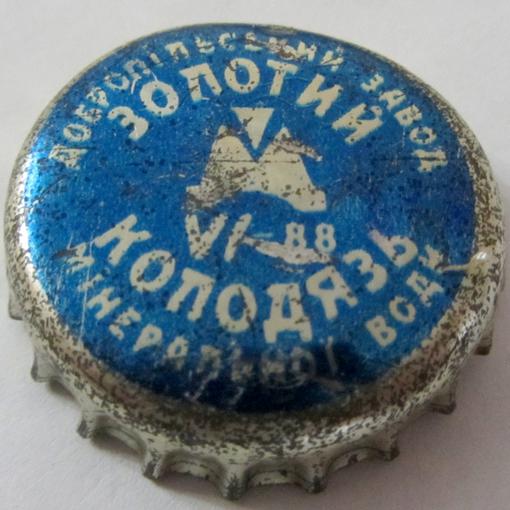 ДОБРОПІЛЬСЬКИЙ ЗАВОД
ЗОЛОТИЙ
VI-88
КОЛОДЯЗЬ
МІНЕРАЛЬНОЇ ВОДИ